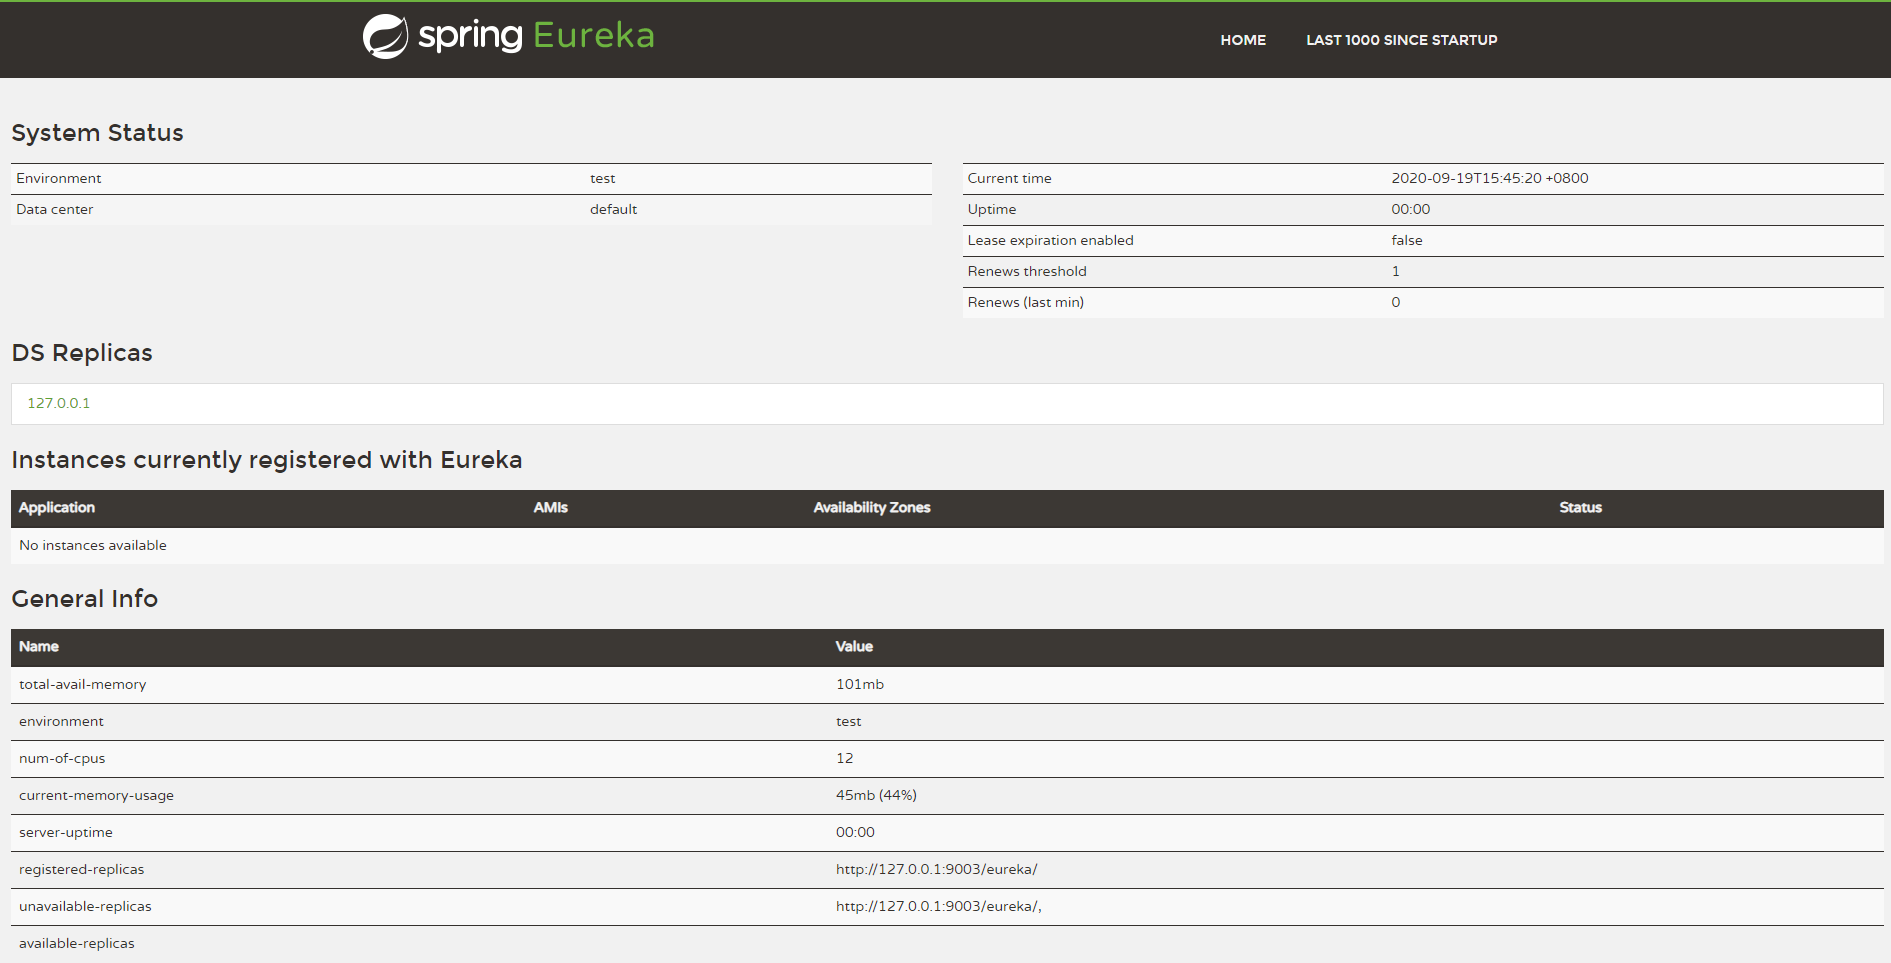 spring Eureka
HOME LAST 1000 SINCE STARTUP
System Status
Environment test
Data center default
Current time 2020-09-19T15:45:20 +0800
Uptime 00:00
Lease expiration enabled false
Renews threshold 1
Renews (last min) 0
DS Replicas
127.0.0.1
Instances currently registered with Eureka
Application AMIs Availability Zones Status
No instances available
General Info
Name Value
total-avail-memory 101mb
environment test
num-of-cpus 12
current-memory-usage 45mb (44%)
server-uptime 00:00
registered-replicas http://127.0.0.1:9003/eureka/
unavailable-replicas http://127.0.0.1:9003/eureka/,
available-replicas